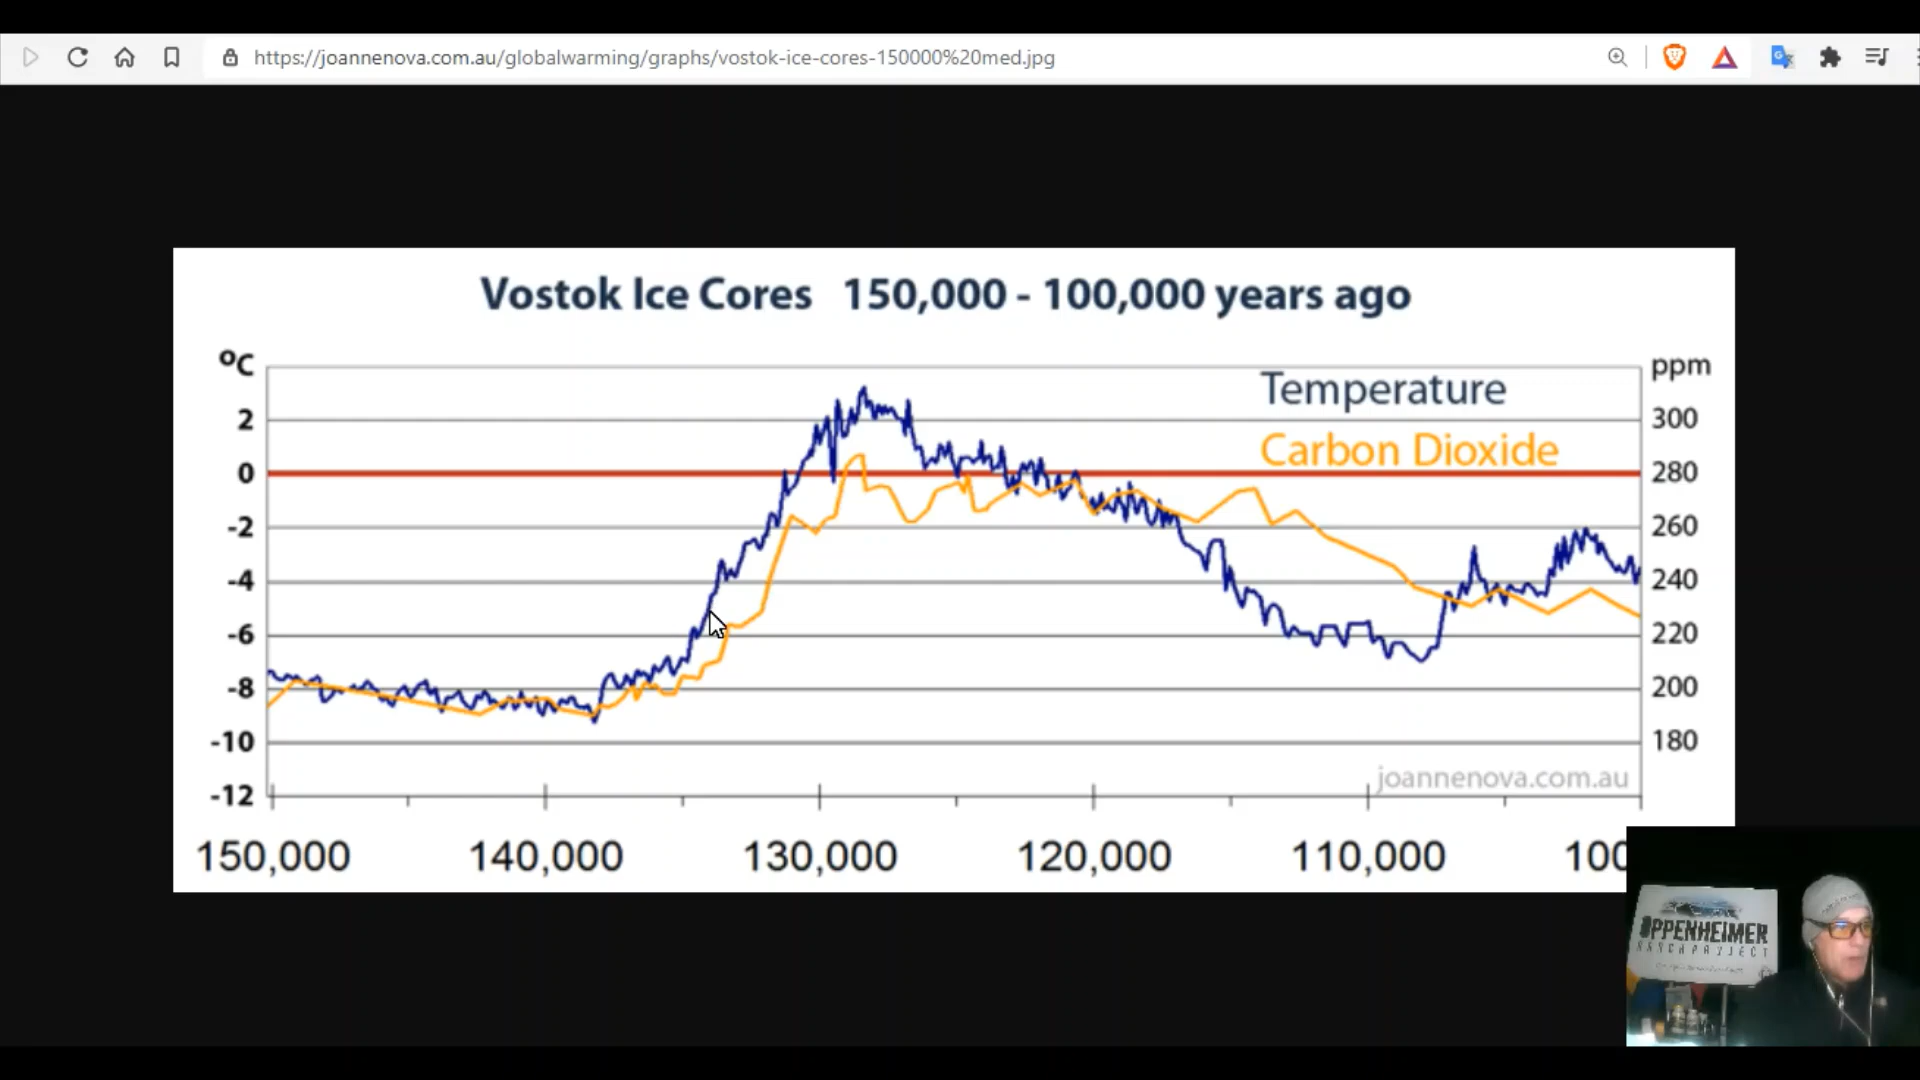 https://joannenova.com.au/globalwarming/graphs/vostok-ice-cores-150000%20med.jpg
Vostok Ice Cores 150,000 - 100,000 years ago
ºC
ppm
Temperature
Carbon Dioxide
2
0
-2
-4
-6
-8
-10
-12
300
280
260
240
220
200
180
joannenova.com.au
150,000
140,000
130,000
120,000
110,000
100
OPPENHEIMER